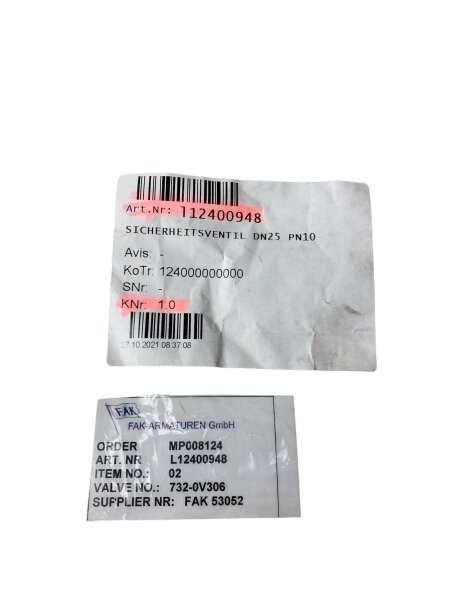 Art.Nr: l12400948
SICHERHEITSVENTIL DN25 PN10
Avis: -
KoTr: 124000000000
SNr: -
KNr: 1.0
27.10.2021 08:37:08
FAK
FAK-ARMATUREN GmbH
ORDER MP008124
ART. NR L12400948
ITEM NO.: 02
VALVE NO.: 732-0V306
SUPPLIER NR: FAK 53052